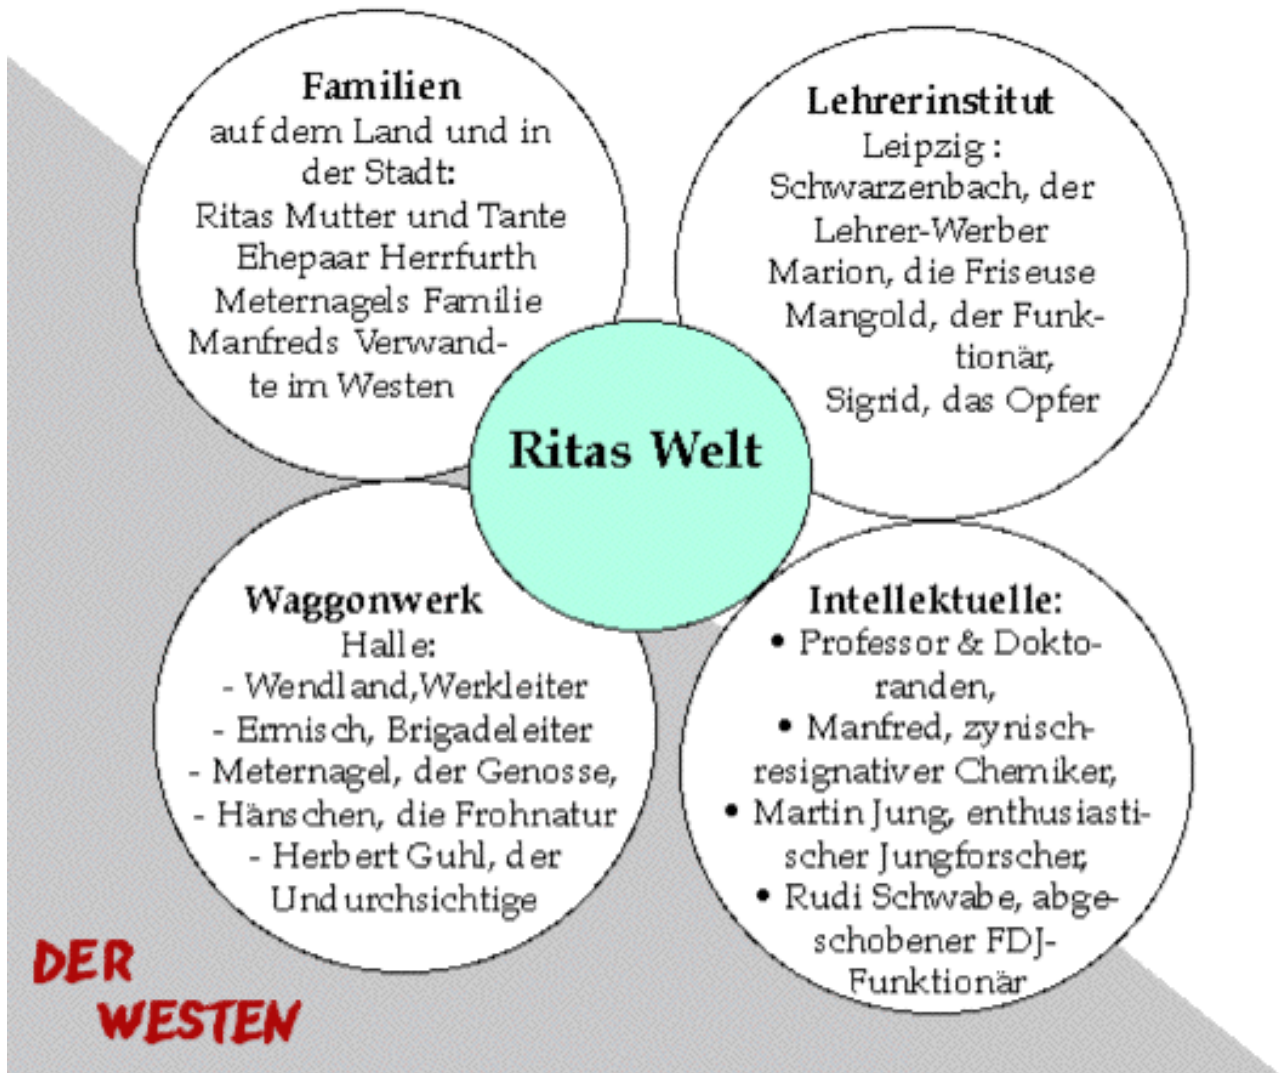 Familien
auf dem Land und in
der Stadt:
Ritas Mutter und Tante
Ehepaar Herrfurth
Meternagels Familie
Manfreds Verwand-
te im Westen
Lehrerinstitut
Leipzig :
Schwarzenbach, der
Lehrer-Werber
Marion, die Friseuse
Mangold, der Funk-
tionär,
Sigrid, das Opfer
Ritas Welt
Waggonwerk
Halle:
- Wendland,Werkleiter
- Ermisch, Brigadeleiter
- Meternagel, der Genosse,
- Hänschen, die Frohnatur
- Herbert Guhl, der
Undurchsichtige
Intellektuelle:
• Professor & Dokto-
randen,
• Manfred, zynisch-
resignativer Chemiker,
• Martin Jung, enthusiasti-
scher Jungforscher,
• Rudi Schwabe, abge-
schobener FDJ-
Funktionär
DER
WESTEN